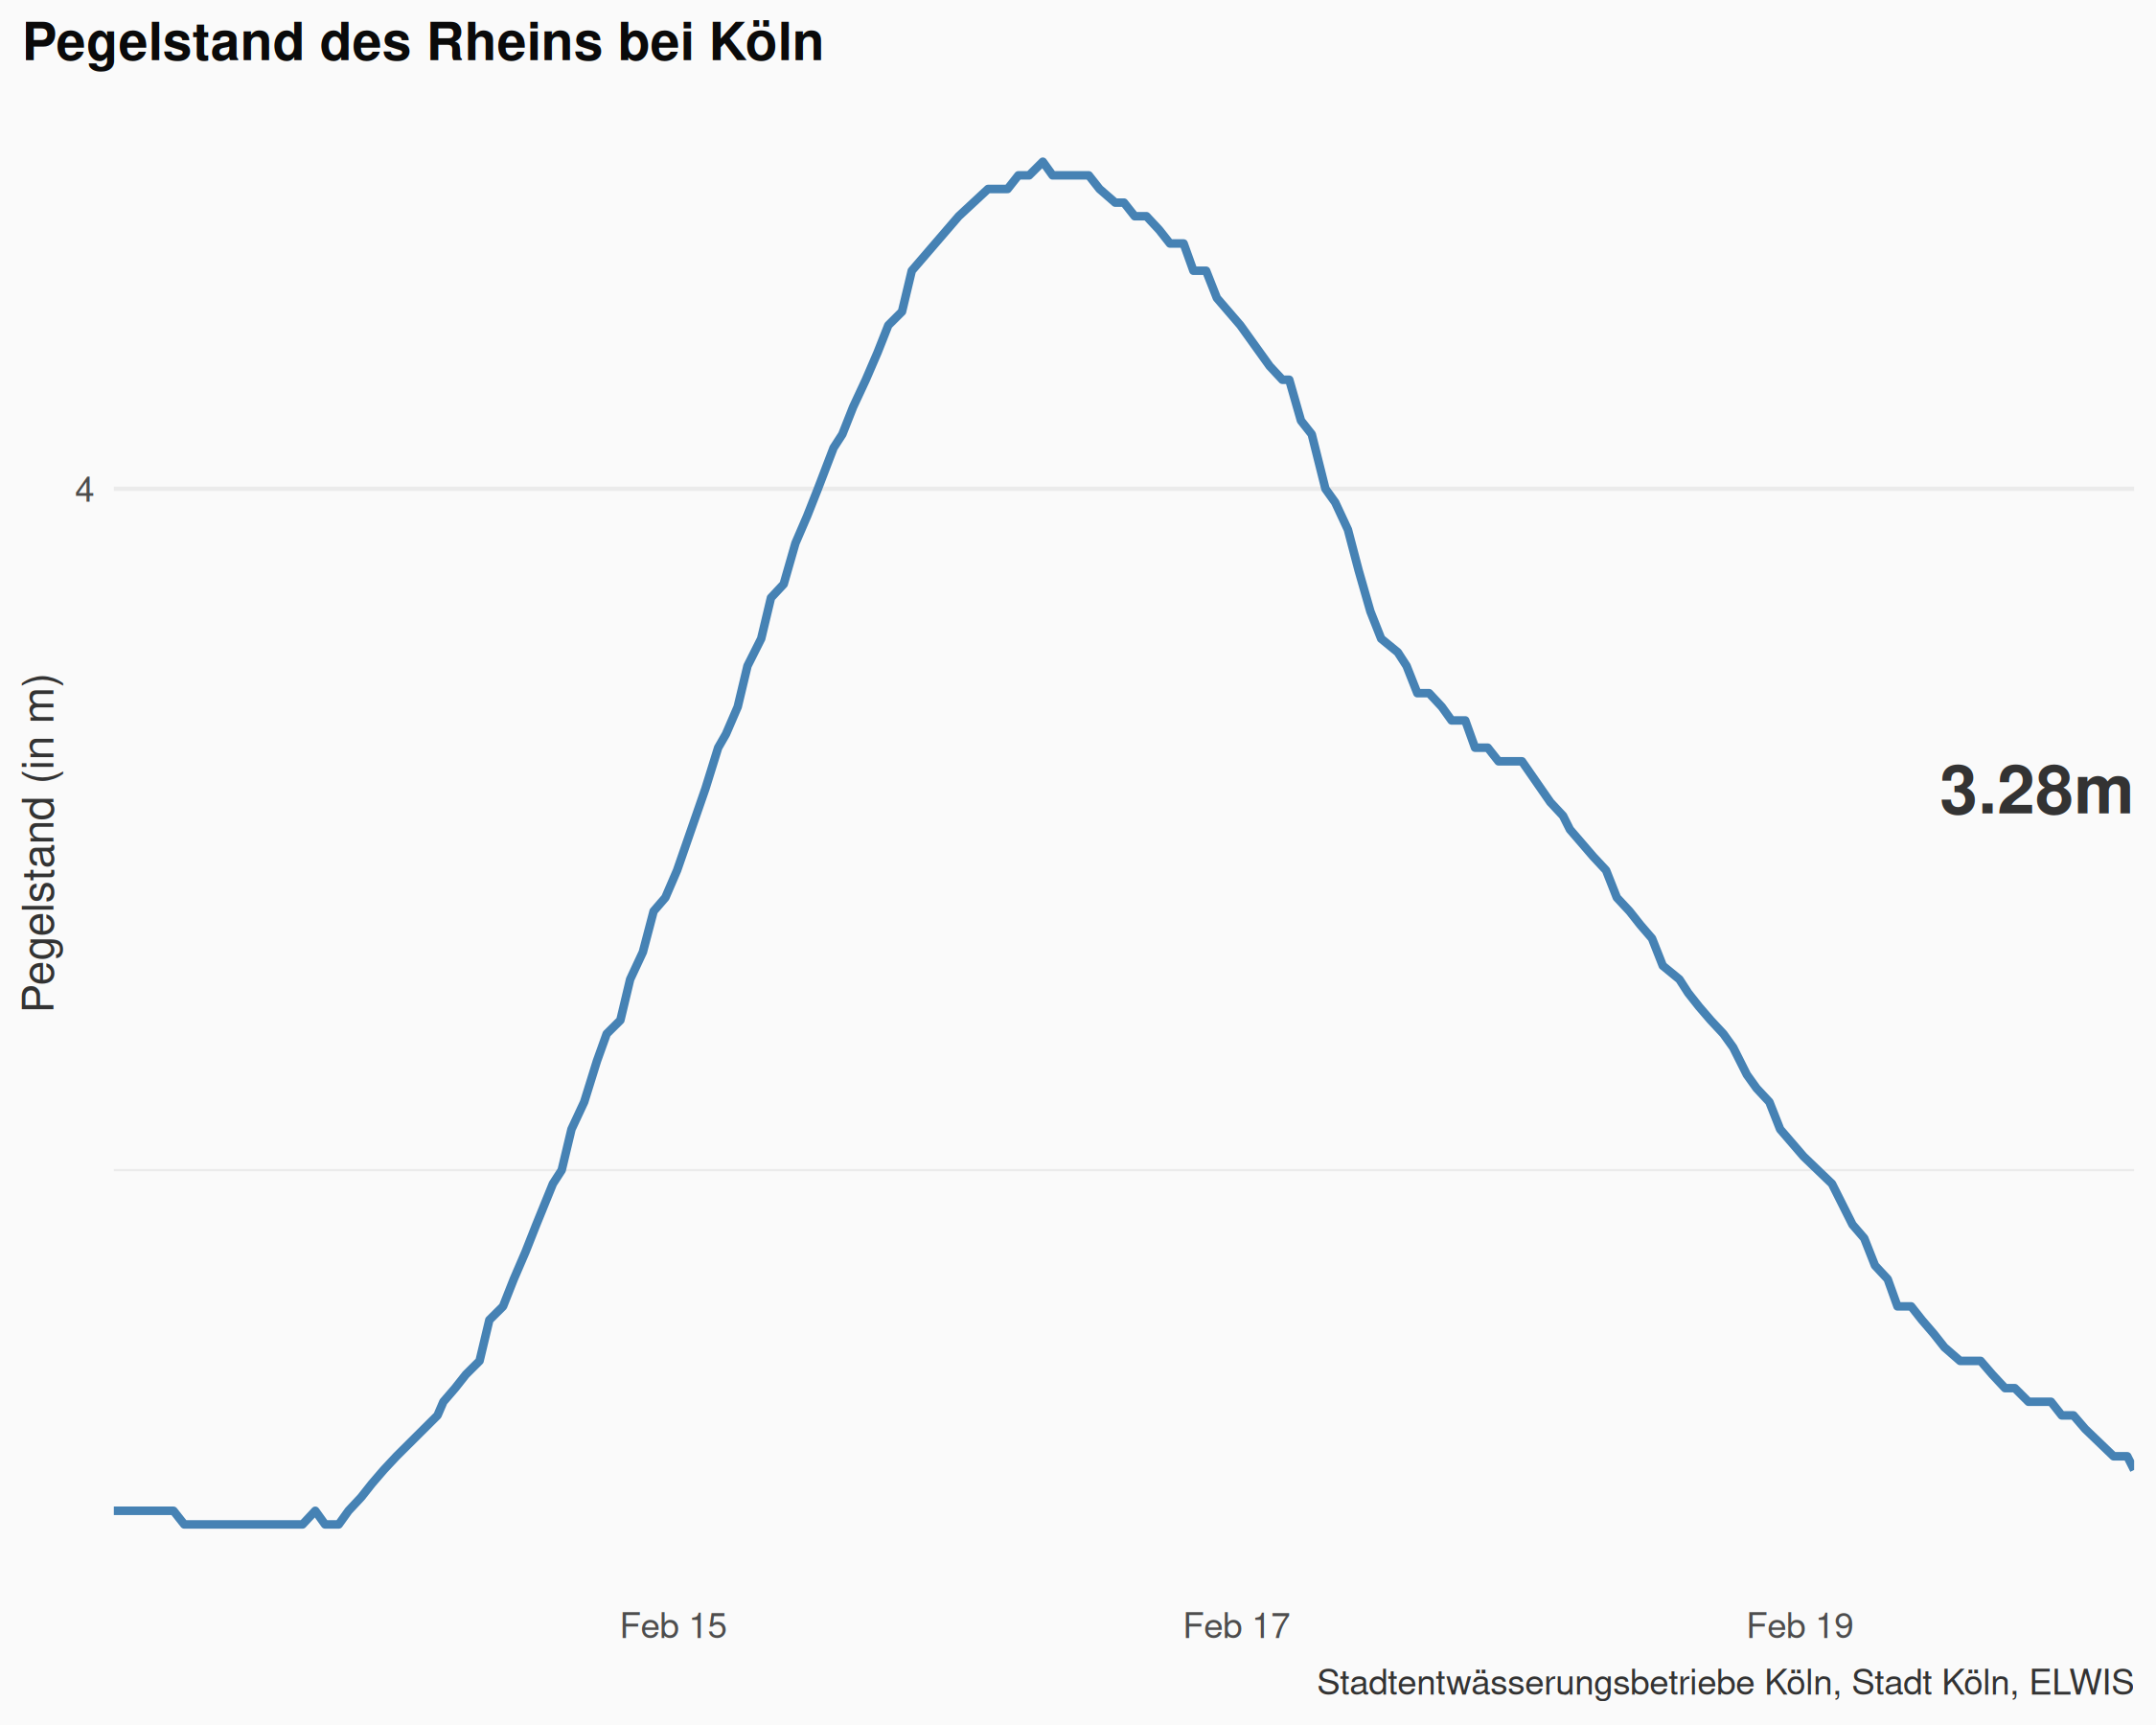 Pegelstand des Rheins bei Köln
4
Pegelstand (in m)
3.28m
Feb 15
Feb 17
Feb 19
Stadtentwässerungsbetriebe Köln, Stadt Köln, ELWIS